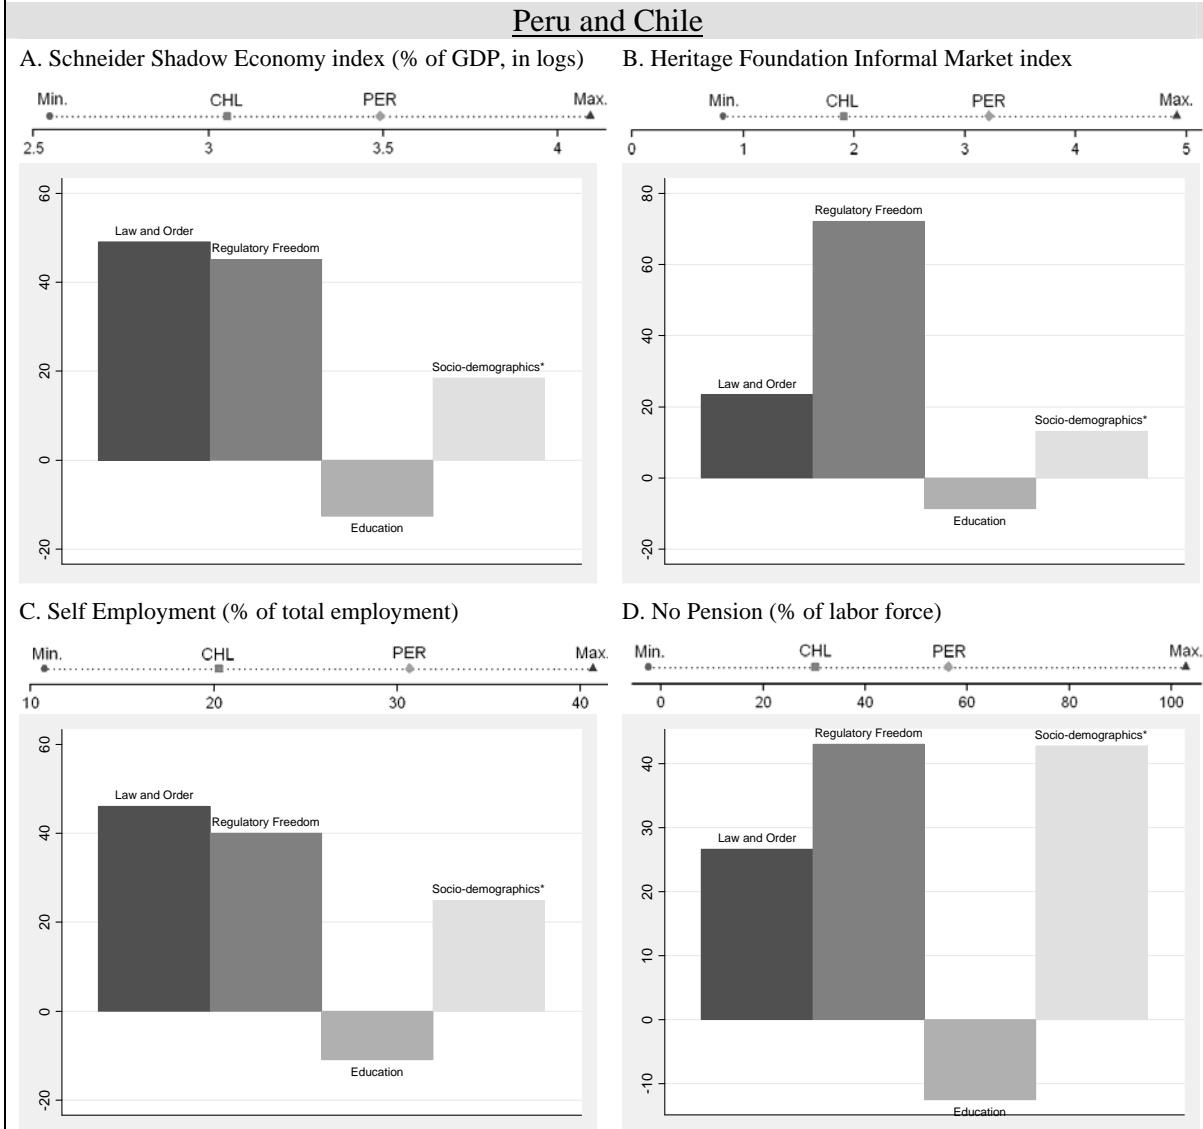 Peru and Chile
A. Schneider Shadow Economy index (% of GDP, in logs)
Min. CHL PER Max.
2.5 3 3.5 4
60
40
20
0
-20
Law and Order
Regulatory Freedom
Socio-demographics*
Education
B. Heritage Foundation Informal Market index
Min. CHL PER Max.
0 1 2 3 4 5
80
60
40
20
0
-20
Regulatory Freedom
Law and Order
Socio-demographics*
Education
C. Self Employment (% of total employment)
Min. CHL PER Max.
10 20 30 40
60
40
20
0
-20
Law and Order
Regulatory Freedom
Socio-demographics*
Education
D. No Pension (% of labor force)
Min. CHL PER Max.
0 20 40 60 80 100
40
30
20
10
0
-10
Regulatory Freedom
Socio-demographics*
Law and Order
Education